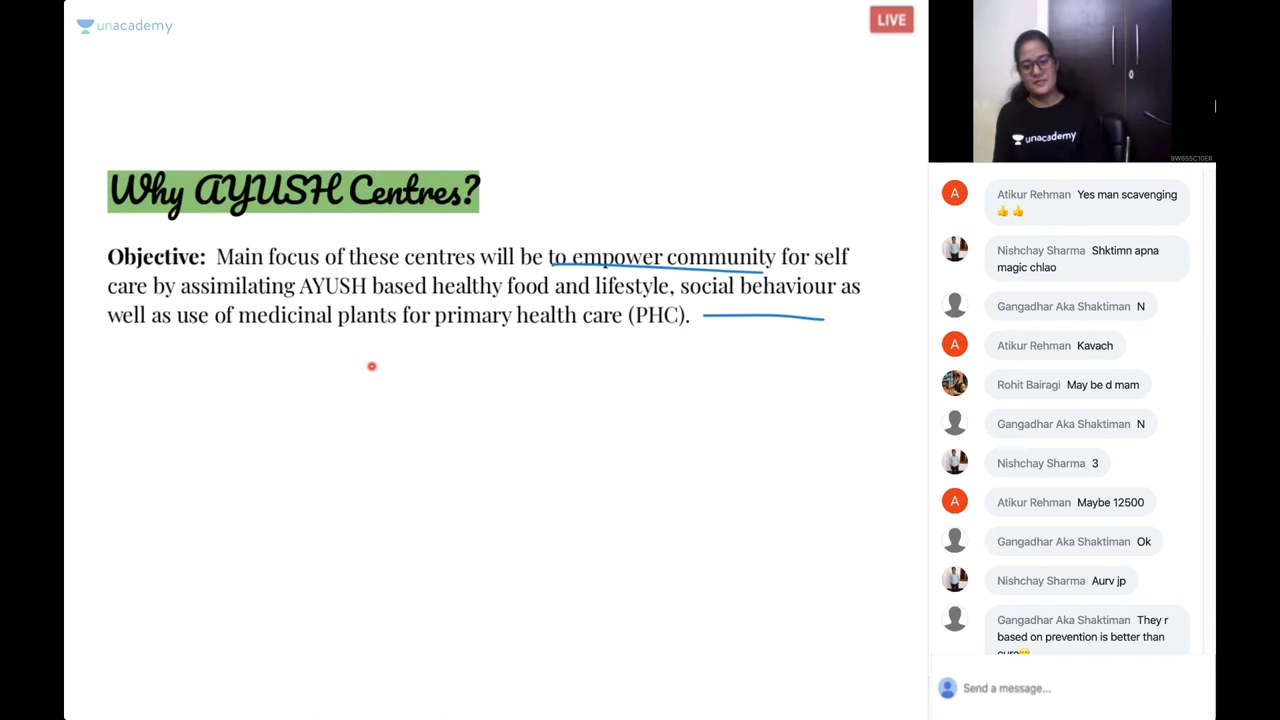 unacademy
LIVE
Why AYUSH Centres?
Objective: Main focus of these centres will be to empower community for self
care by assimilating AYUSH based healthy food and lifestyle, social behaviour as
well as use of medicinal plants for primary health care (PHC).
unacademy
9W655C10ER
Atikur Rehman Yes man scavenging
👍 👍
Nishchay Sharma Shktimn apna
magic chlao
Gangadhar Aka Shaktiman N
A
Atikur Rehman Kavach
Rohit Bairagi May be d mam
Gangadhar Aka Shaktiman N
Nishchay Sharma 3
A
Atikur Rehman Maybe 12500
Gangadhar Aka Shaktiman Ok
Nishchay Sharma Aurv jp
Gangadhar Aka Shaktiman They r
based on prevention is better than
cure😊
Send a message...